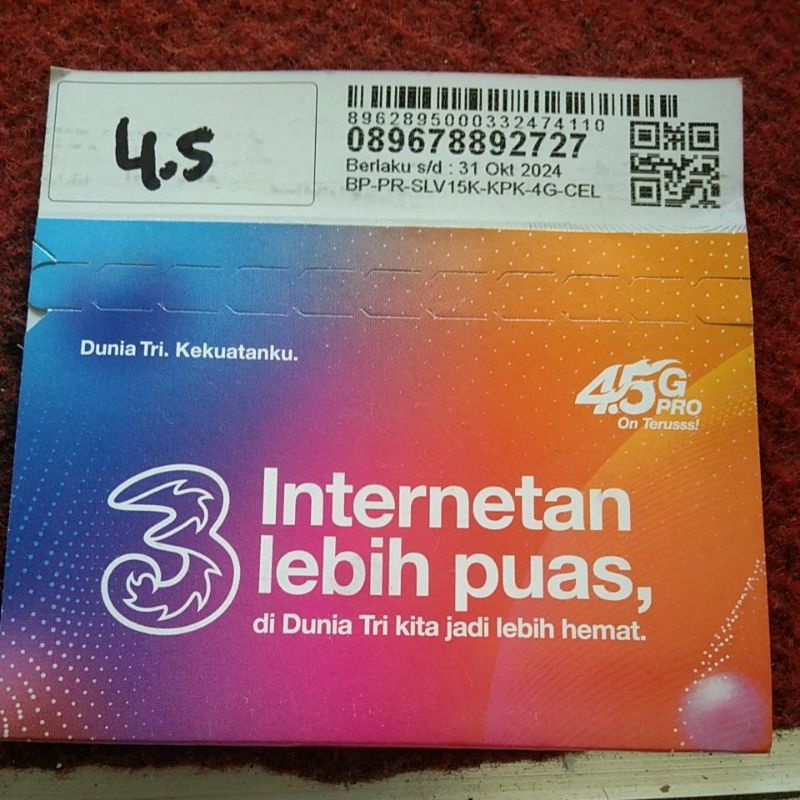 4.5
8962895000332474110
089678892727
Berlaku s/d : 31 Okt 2024
BP-PR-SLV15K-KPK-4G-CEL
Dunia Tri. Kekuatanku.
4.5G
PRO
On Terusss!
3
Internetan
lebih puas,
di Dunia Tri kita jadi lebih hemat.